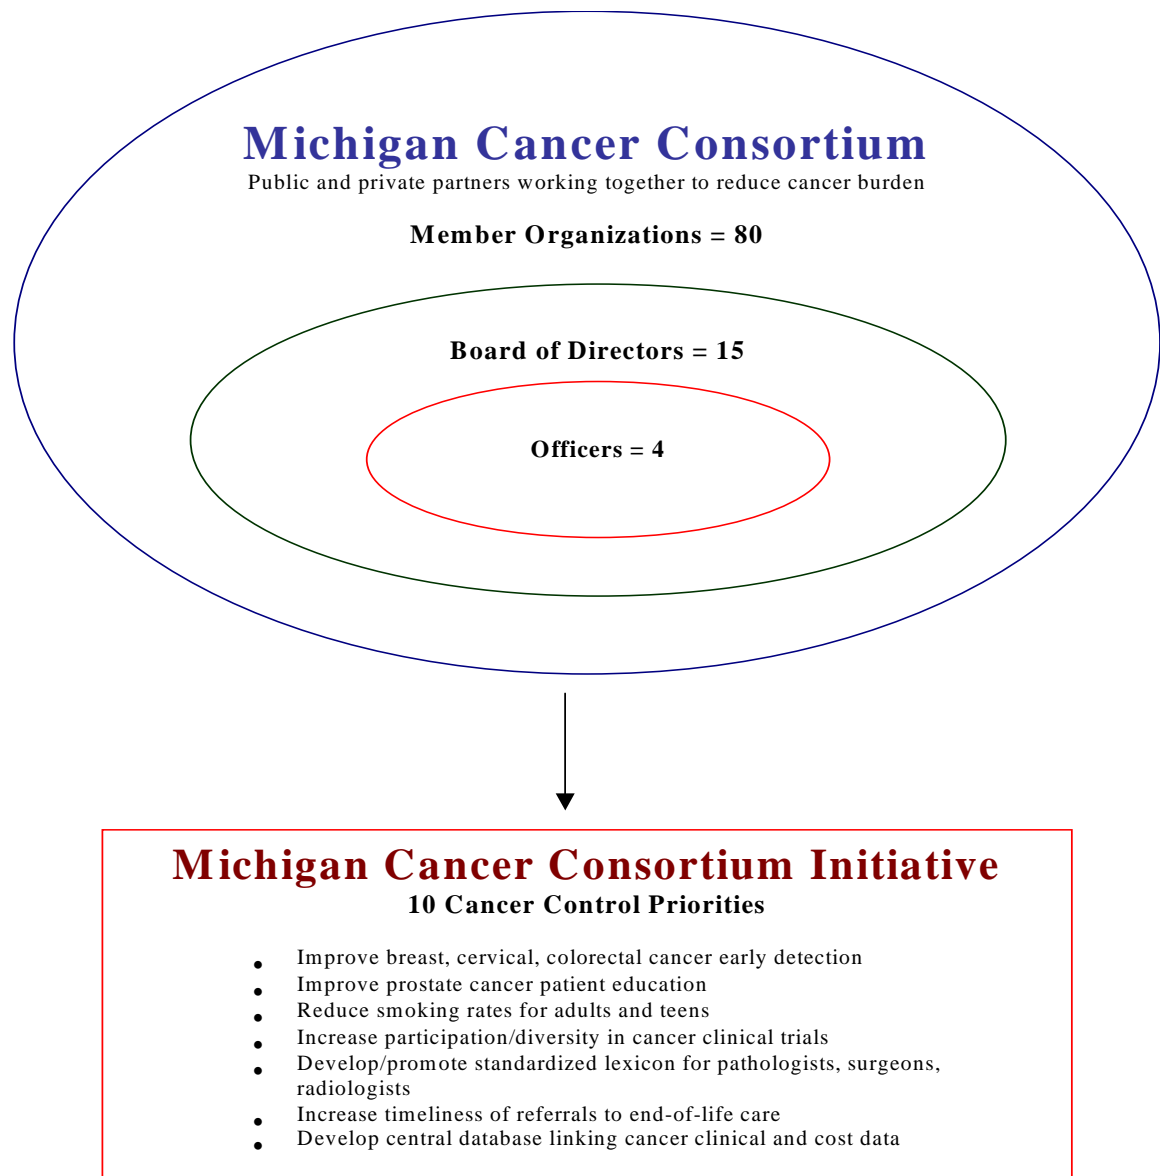 Michigan Cancer Consortium
Public and private partners working together to reduce cancer burden
Member Organizations = 80
Board of Directors = 15
Officers = 4
Michigan Cancer Consortium Initiative
10 Cancer Control Priorities
• Improve breast, cervical, colorectal cancer early detection
• Improve prostate cancer patient education
• Reduce smoking rates for adults and teens
• Increase participation/diversity in cancer clinical trials
• Develop/promote standardized lexicon for pathologists, surgeons,
radiologists
• Increase timeliness of referrals to end-of-life care
• Develop central database linking cancer clinical and cost data